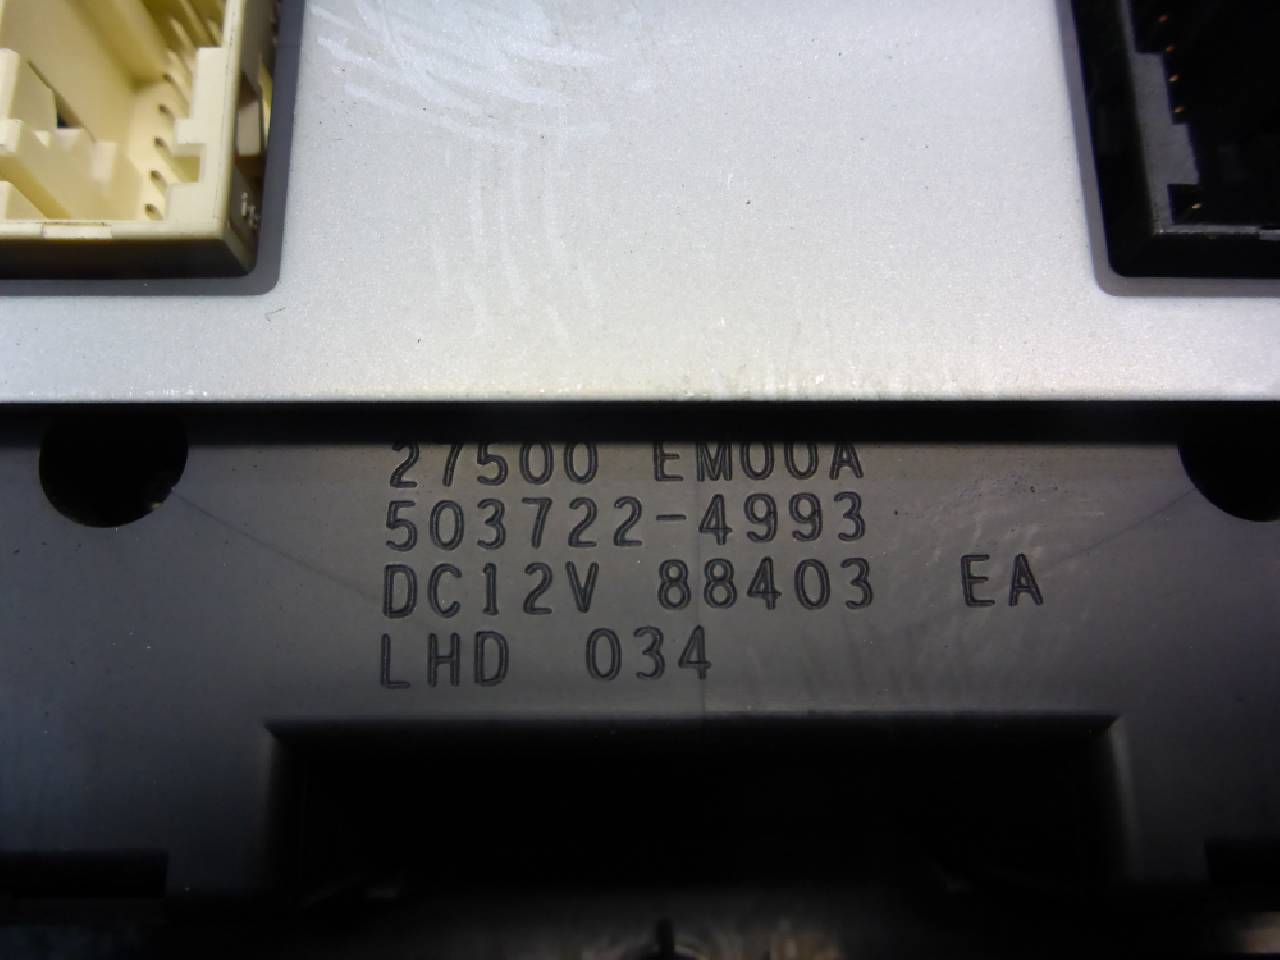 27500 EM00A
503722-4993
DC12V 88403 EA
LHD 034